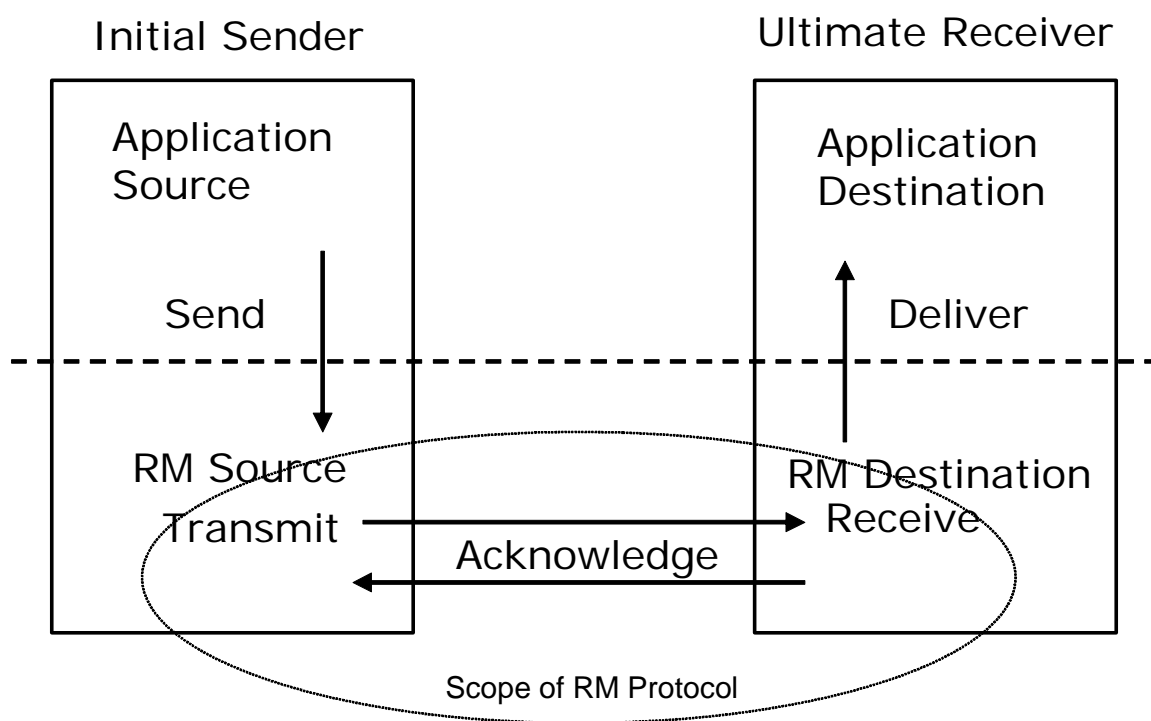 Initial Sender
Ultimate Receiver
Application
Source
Application
Destination
Send
Deliver
RM Source
Transmit
RM Destination
Receive
Acknowledge
Scope of RM Protocol